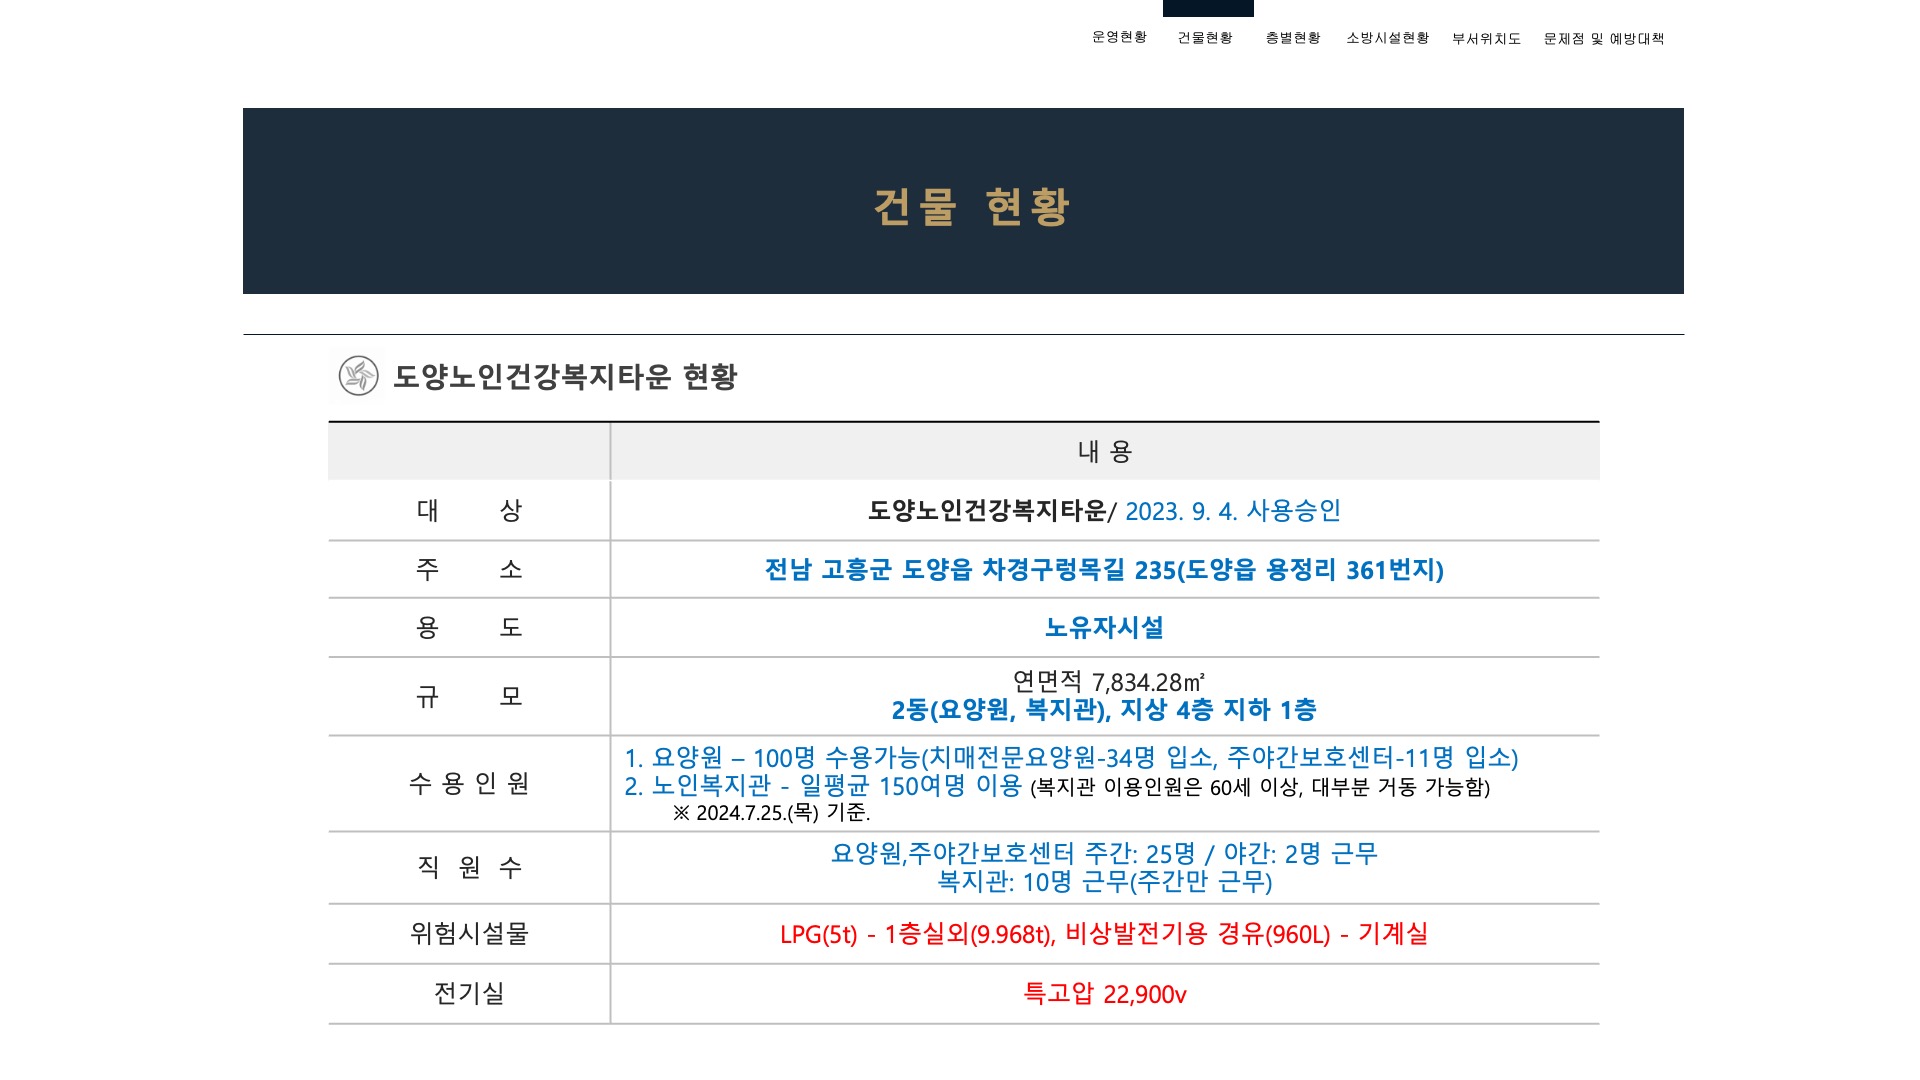 운영현황 건물현황 층별현황 소방시설현황 부서위치도 문제점 및 예방대책
건물 현황
도양노인건강복지타운 현황
내 용
대 상 도양노인건강복지타운/ 2023. 9. 4. 사용승인
주 소 전남 고흥군 도양읍 차경구렁목길 235(도양읍 용정리 361번지)
용 도 노유자시설
규 모 연면적 7,834.28㎡
2동(요양원, 복지관), 지상 4층 지하 1층
수 용 인 원 1. 요양원 – 100명 수용가능(치매전문요양원-34명 입소, 주야간보호센터-11명 입소)
2. 노인복지관 - 일평균 150여명 이용 (복지관 이용인원은 60세 이상, 대부분 거동 가능함)
※ 2024.7.25.(목) 기준.
직 원 수 요양원,주야간보호센터 주간: 25명 / 야간: 2명 근무
복지관: 10명 근무(주간만 근무)
위험시설물 LPG(5t) - 1층실외(9.968t), 비상발전기용 경유(960L) - 기계실
전기실 특고압 22,900v